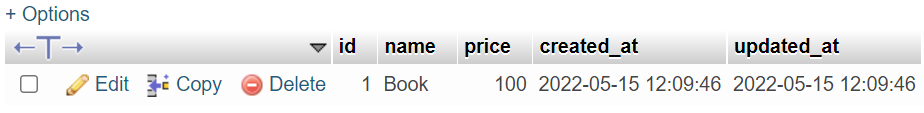 + Options
id name price created_at updated_at
Edit Copy Delete 1 Book 100 2022-05-15 12:09:46 2022-05-15 12:09:46